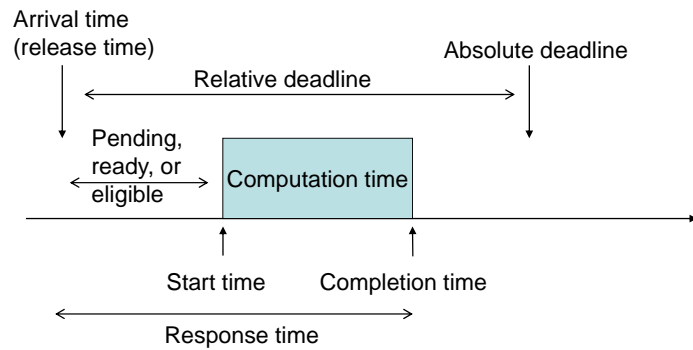 Arrival time
(release time)
Absolute deadline
Relative deadline
Pending,
ready, or
eligible
Computation time
Start time
Completion time
Response time